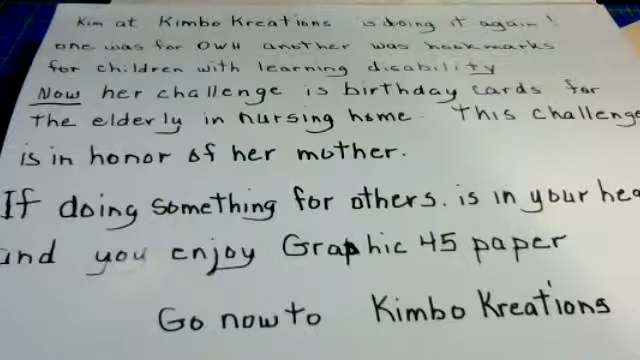 Kim at Kimbo Kreations is doing it again!
one was for OWH another was bookmarks
for children with learning disability
Now her challenge is birthday cards for
the elderly in nursing home. This challenge
is in honor of her mother.
If doing something for others. is in your hea
and you enjoy Graphic 45 paper
Go now to Kimbo Kreations